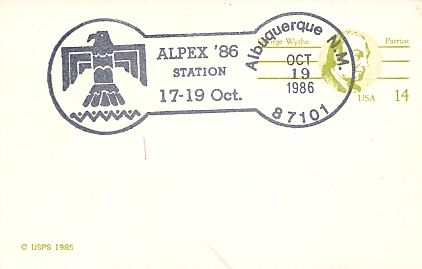 ALPEX '86
STATION
17-19 Oct.
Albuquerque N.M.
OCT
19
1986
87101
George Wythe
Patriot
USA 14
© USPS 1985